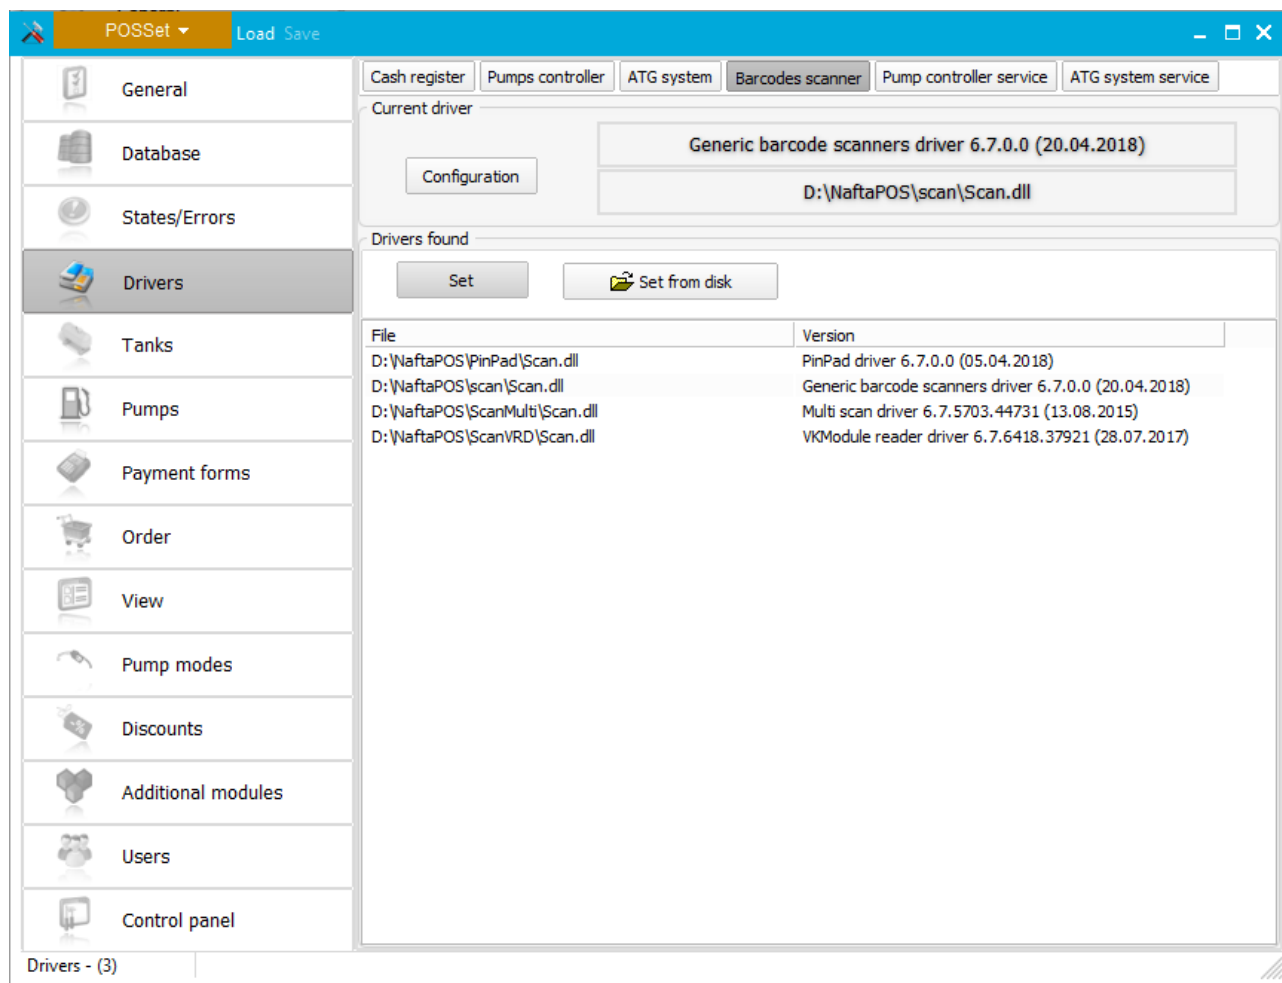 POSSet Load Save
General
Database
States/Errors
Drivers
Tanks
Pumps
Payment forms
Order
View
Pump modes
Discounts
Additional modules
Users
Control panel
Cash register Pumps controller ATG system Barcodes scanner Pump controller service ATG system service
Current driver
Configuration
Generic barcode scanners driver 6.7.0.0 (20.04.2018)
D:\NaftaPOS\scan\Scan.dll
Drivers found
Set Set from disk
File Version
D:\NaftaPOS\PinPad\Scan.dll PinPad driver 6.7.0.0 (05.04.2018)
D:\NaftaPOS\scan\Scan.dll Generic barcode scanners driver 6.7.0.0 (20.04.2018)
D:\NaftaPOS\ScanMulti\Scan.dll Multi scan driver 6.7.5703.44731 (13.08.2015)
D:\NaftaPOS\ScanVRD\Scan.dll VKModule reader driver 6.7.6418.37921 (28.07.2017)
Drivers - (3)